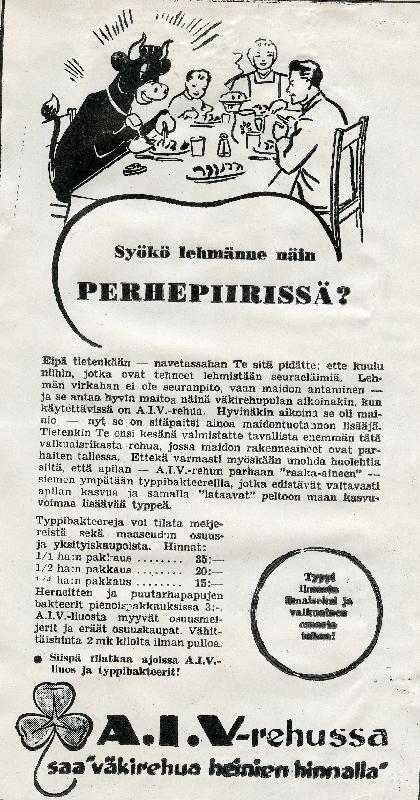 Syökö lehmänne näin
PERHEPIIRISSÄ?
Eipä tietenkään — navetassahan Te sitä pidätte; ette kuulu
niihin, jotka ovat tehneet lehmistään seuraeläimiä. Leh-
män virkahan ei ole seuranpito, vaan maidon antaminen —
ja se antaa hyvin maitoa näinä väkirehupulan aikoinakin, kun
käytettävissä on A.I.V.-rehua. Hyvinäkin aikoina se oli mai-
nio — nyt se on sitäpaitsi ainoa maidontuotannon lisääjä.
Tietenkin Te ensi kesänä valmistatte tavallista enemmän tätä
valkuaisrikasta rehua, jossa maidon rakenneaineet ovat par-
haiten tallessa. Ettekä varmasti myöskään unohda huolehtia
siitä, että apilan — A.I.V.-rehun parhaan "raaka-aineen" —
siemen ympätään typpibakteereilla, jotka edistävät valtavasti
apilan kasvua ja samalla "lataavat" peltoon maan kasvu-
voimaa lisäävää typpeä.
Typpibakteereja voi tilata meije-
reistä sekä maaseudun osuus-
ja yksityiskaupoista. Hinnat:
1/1 ha:n pakkaus ........ 35:—
1/2 ha:n pakkaus ........ 20:—
1/4 ha:n pakkaus ........ 15:—
Herneitten ja puutarhapapujen
bakteerit pienoispakkauksissa 3:-.
A.I.V.-liuosta myyvät osuusmei-
jerit ja eräät osuuskaupat. Vähit-
täishinta 2 mk kilolta ilman pulloa.
• Siispä tilatkaa ajoissa A.I.V.-
liuos ja typpibakteerit!
Typpi
ilmasta
ilmaiseksi ja
valkuainen
omasta
A.I.V-rehussa
saa "väkirehua heinien hinnalla"